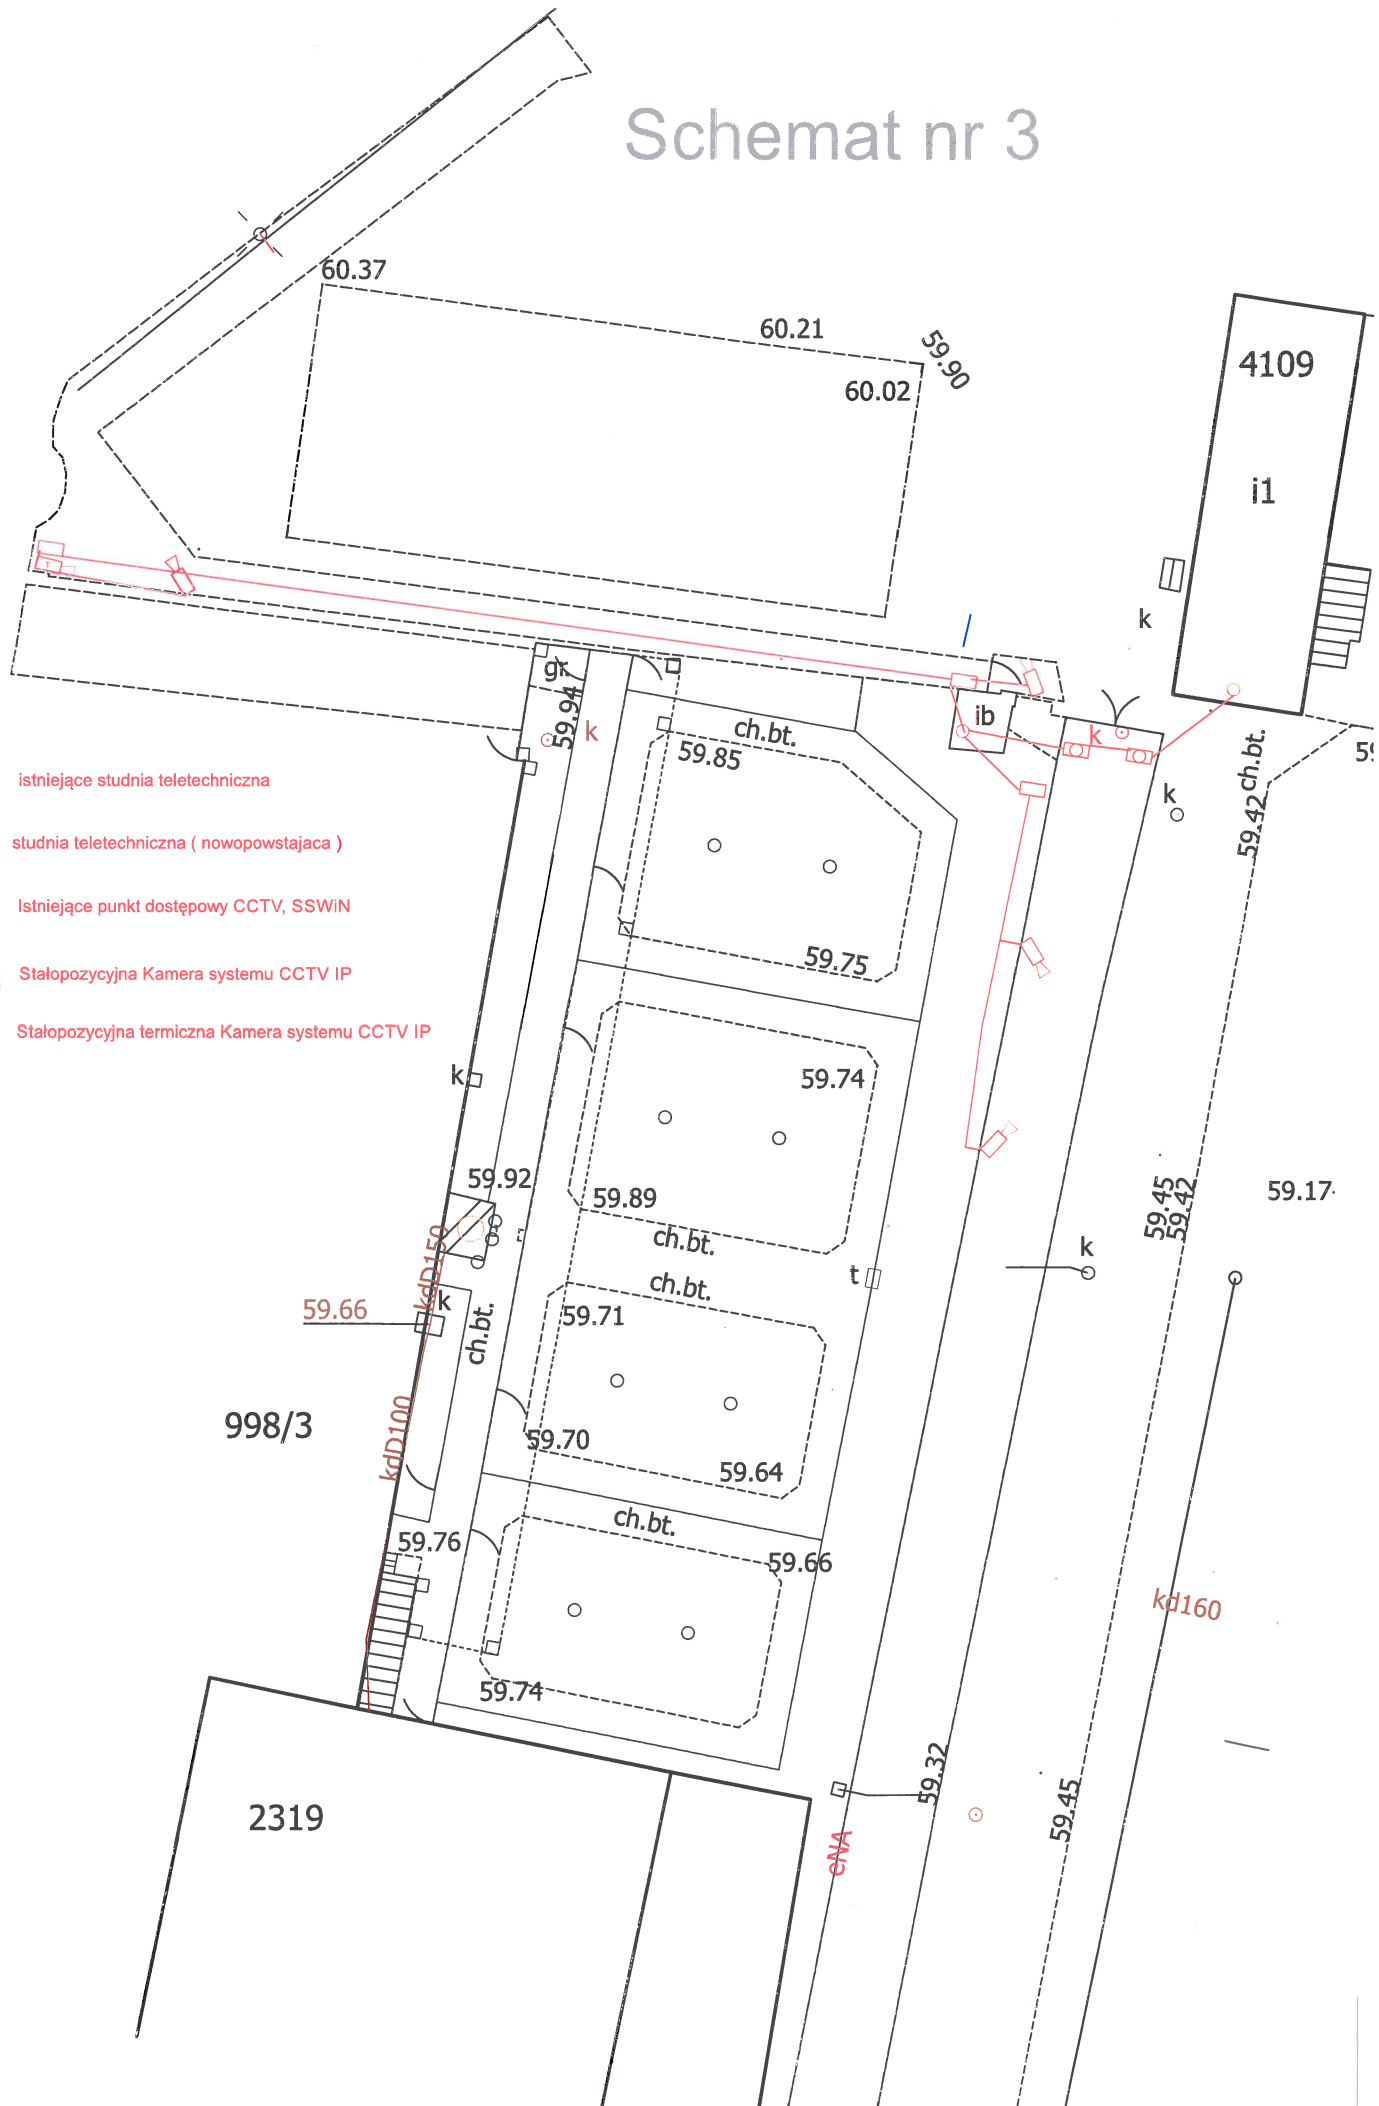 Schemat nr 3
60.37
60.21
59.90
60.02
4109
i1
k
gr
59.94
k
ch.bt.
59.85
ib
k
ch.bt.
k
59.42
istniejące studnia teletechniczna
studnia teletechniczna ( nowopowstajaca )
Istniejące punkt dostępowy CCTV, SSWiN
Stałopozycyjna Kamera systemu CCTV IP
Stałopozycyjna termiczna Kamera systemu CCTV IP
59.75
k
59.74
59.92
59.89
ch.bt.
59.45
59.42
59.17
kdD150
k
t
ch.bt.
59.66
k
59.71
ch.bt.
998/3
kdD100
59.70
59.64
ch.bt.
59.76
59.66
kd160
59.74
2319
59.32
59.45
eNA